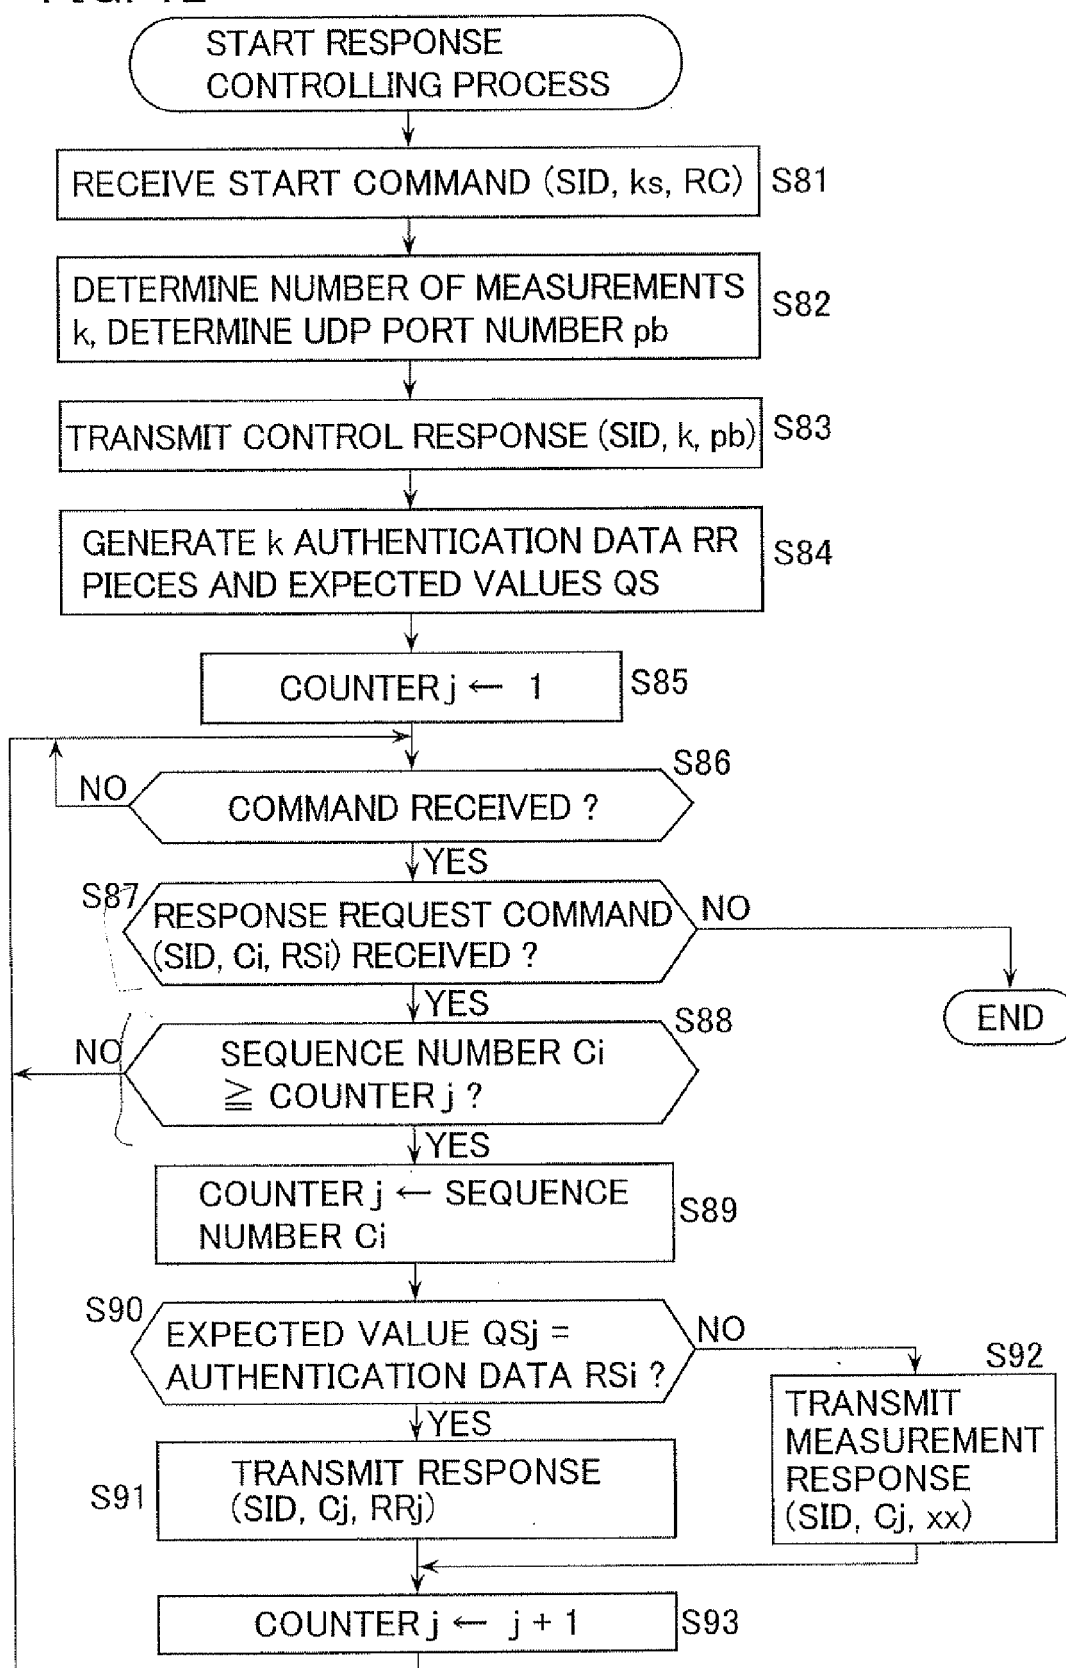 START RESPONSE
CONTROLLING PROCESS
RECEIVE START COMMAND (SID, ks, RC)
S81
DETERMINE NUMBER OF MEASUREMENTS
k, DETERMINE UDP PORT NUMBER pb
S82
TRANSMIT CONTROL RESPONSE (SID, k, pb)
S83
GENERATE k AUTHENTICATION DATA RR
PIECES AND EXPECTED VALUES QS
S84
COUNTER j ← 1
S85
S86
NO
COMMAND RECEIVED ?
YES
S87
RESPONSE REQUEST COMMAND
(SID, Ci, RSi) RECEIVED ?
NO
YES
END
S88
NO
SEQUENCE NUMBER Ci
≧ COUNTER j ?
YES
COUNTER j ← SEQUENCE
NUMBER Ci
S89
S90
EXPECTED VALUE QSj =
AUTHENTICATION DATA RSi ?
NO
YES
S92
TRANSMIT
MEASUREMENT
RESPONSE
(SID, Cj, xx)
S91
TRANSMIT RESPONSE
(SID, Cj, RRj)
COUNTER j ← j + 1
S93